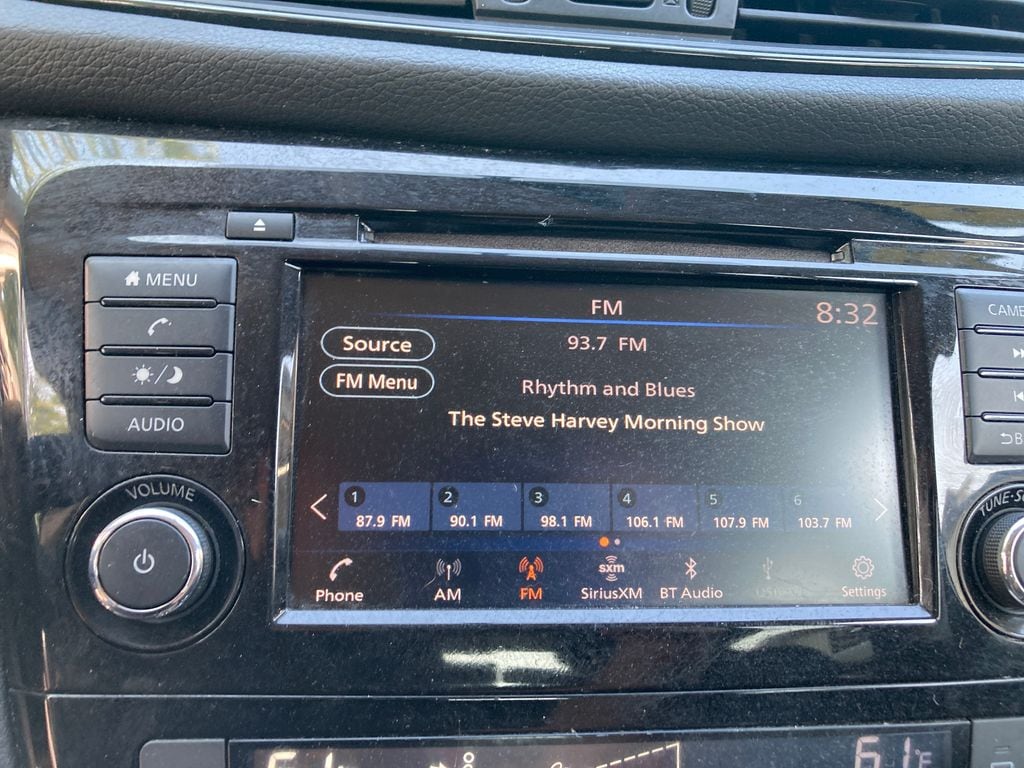 MENU
AUDIO
VOLUME
FM
8:32
Source
93.7 FM
FM Menu
Rhythm and Blues
The Steve Harvey Morning Show
1 2 3 4 5 6
87.9 FM 90.1 FM 98.1 FM 106.1 FM 107.9 FM 103.7 FM
sxm
Phone AM FM SiriusXM BT Audio Settings
61°F